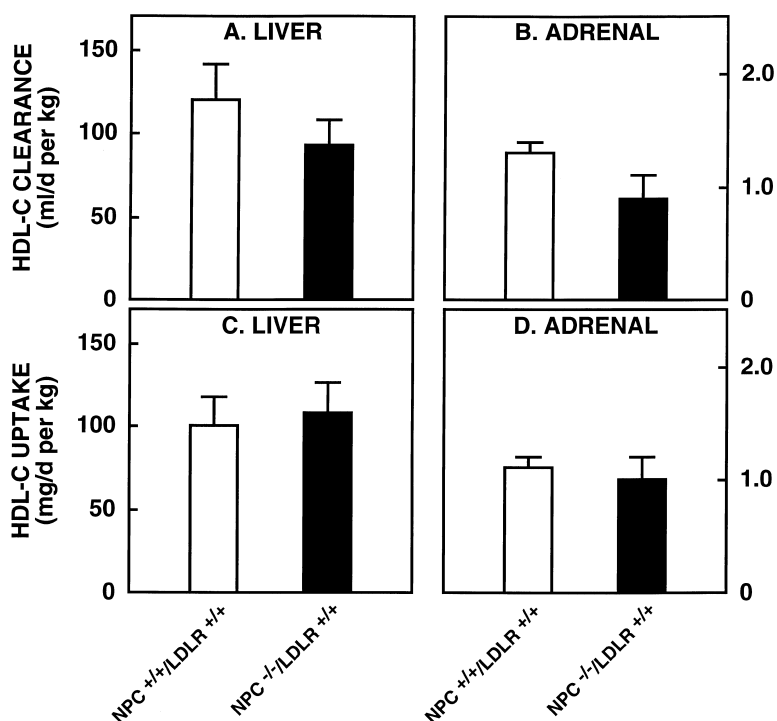 HDL-C CLEARANCE
(ml/d per kg)
A. LIVER
150
100
50
0
B. ADRENAL
2.0
1.0
0
HDL-C UPTAKE
(mg/d per kg)
C. LIVER
150
100
50
0
D. ADRENAL
2.0
1.0
0
NPC +/+/LDLR +/+
NPC -/-/LDLR +/+
NPC +/+/LDLR +/+
NPC -/-/LDLR +/+